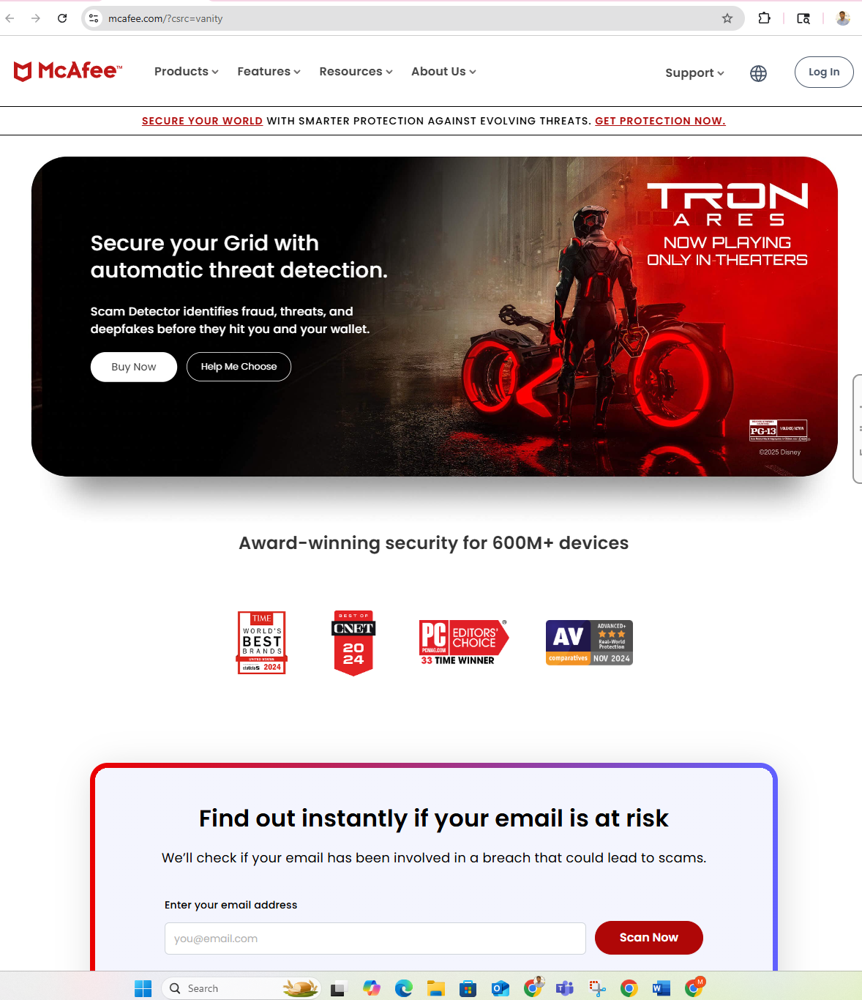 mcafee.com/?csrc=vanity
McAfee™
Products
Features
Resources
About Us
Support
Log In
SECURE YOUR WORLD WITH SMARTER PROTECTION AGAINST EVOLVING THREATS. GET PROTECTION NOW.
TRON
ARES
NOW PLAYING
ONLY IN THEATERS
Secure your Grid with
automatic threat detection.
Scam Detector identifies fraud, threats, and
deepfakes before they hit you and your wallet.
Buy Now
Help Me Choose
PG-13
VIOLENCE/ACTION
©2025 Disney
Award-winning security for 600M+ devices
TIME
WORLD'S
BEST
BRANDS
UNITED STATES
statista 2024
BEST OF
CNET
20
24
PC
PCMAG.COM
EDITORS'
CHOICE
®
33 TIME WINNER
AV
comparatives
ADVANCED+
Real-World
Protection
NOV 2024
Find out instantly if your email is at risk
We'll check if your email has been involved in a breach that could lead to scams.
Enter your email address
you@email.com
Scan Now
Search
M